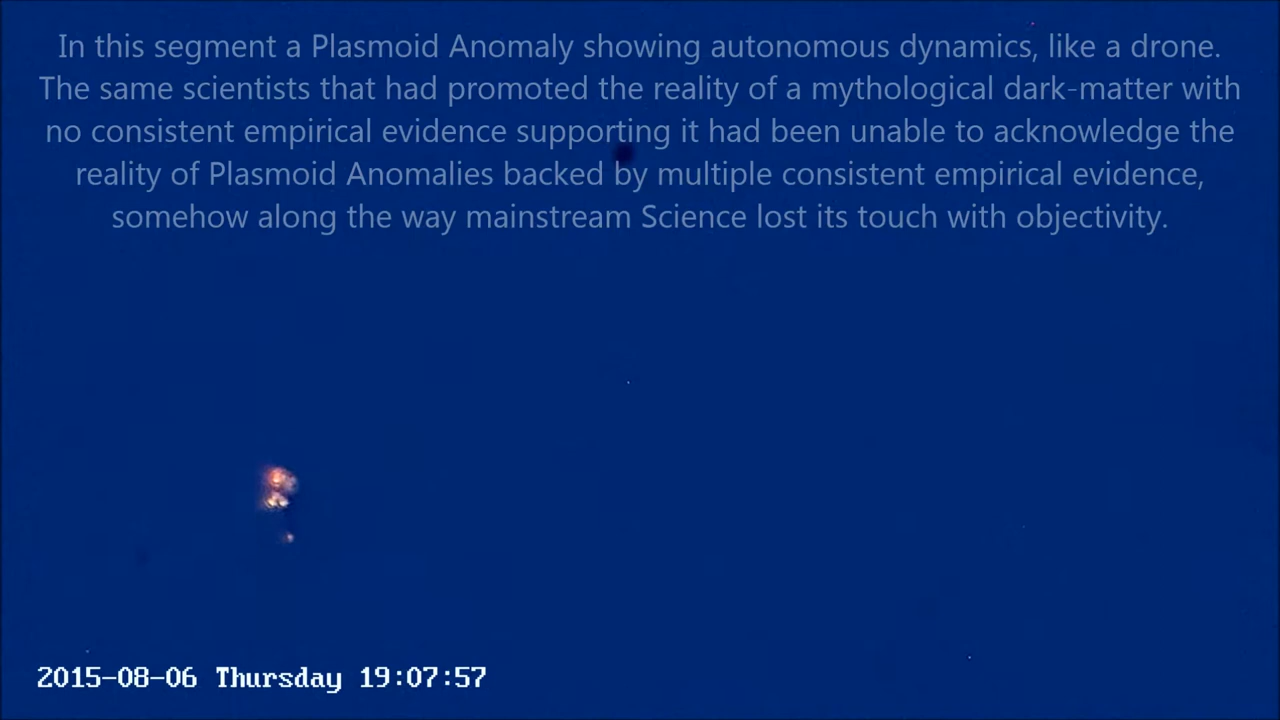 In this segment a Plasmoid Anomaly showing autonomous dynamics, like a drone.
The same scientists that had promoted the reality of a mythological dark-matter with
no consistent empirical evidence supporting it had been unable to acknowledge the
reality of Plasmoid Anomalies backed by multiple consistent empirical evidence,
somehow along the way mainstream Science lost its touch with objectivity.
2015-08-06 Thursday 19:07:57